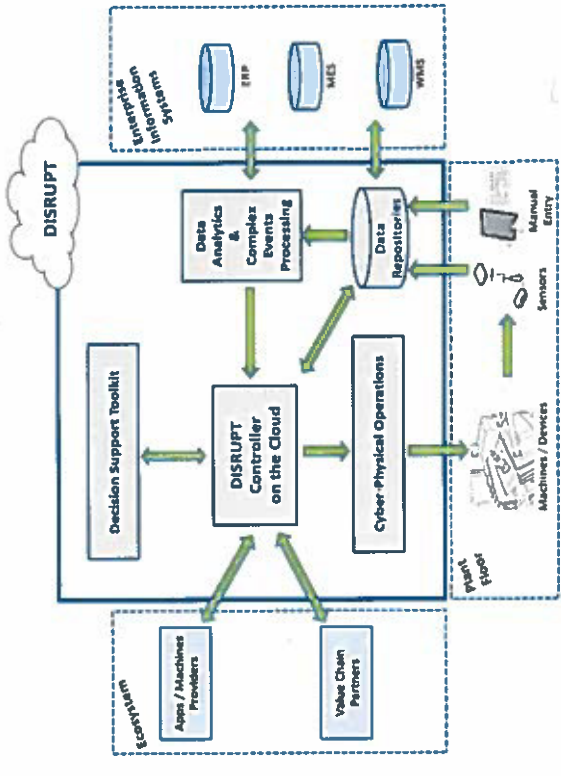 DISRUPT
Ecosystem
Apps / Machines
Providers
Value Chain
Partners
Decision Support Toolkit
DISRUPT
Controller
on the Cloud
Cyber Physical Operations
Data
Analytics
&
Complex
Events
Processing
Data
Repositories
Enterprise
Information
Systems
ERP
MES
WMS
Plant
Floor
Machines / Devices
Sensors
Manual
Entry